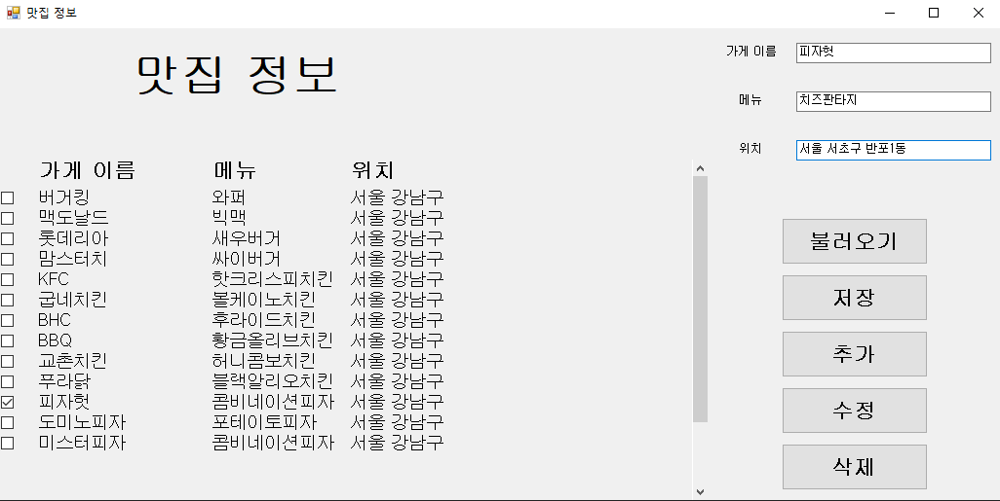 맛집 정보
맛집 정보
가게 이름 피자헛
메뉴 치즈판타지
위치 서울 서초구 반포1동
가게 이름 메뉴 위치
버거킹 와퍼 서울 강남구
맥도날드 빅맥 서울 강남구
롯데리아 새우버거 서울 강남구
맘스터치 싸이버거 서울 강남구
KFC 핫크리스피치킨 서울 강남구
굽네치킨 볼케이노치킨 서울 강남구
BHC 후라이드치킨 서울 강남구
BBQ 황금올리브치킨 서울 강남구
교촌치킨 허니콤보치킨 서울 강남구
푸라닭 블랙알리오치킨 서울 강남구
피자헛 콤비네이션피자 서울 강남구
도미노피자 포테이토피자 서울 강남구
미스터피자 콤비네이션피자 서울 강남구
불러오기
저장
추가
수정
삭제